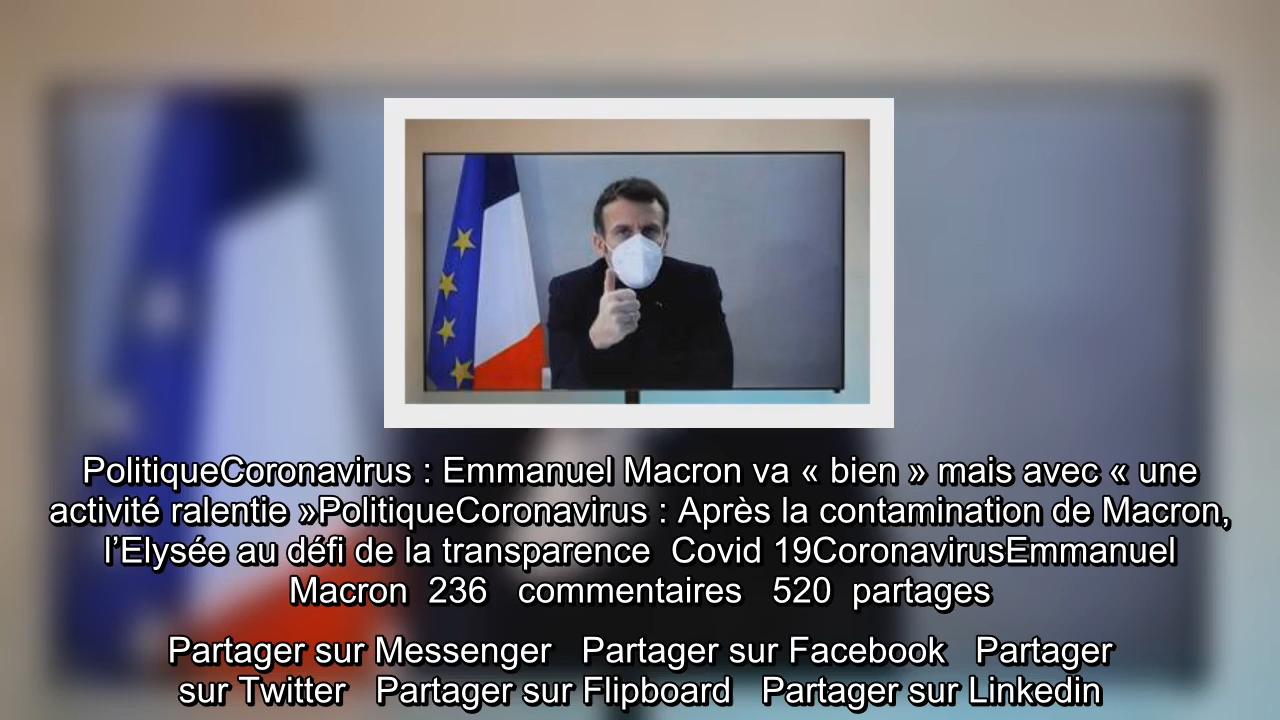 PolitiqueCoronavirus : Emmanuel Macron va « bien » mais avec « une
activité ralentie »PolitiqueCoronavirus : Après la contamination de Macron,
l’Elysée au défi de la transparence  Covid 19CoronavirusEmmanuel
Macron  236   commentaires   520  partages
Partager sur Messenger   Partager sur Facebook   Partager
sur Twitter   Partager sur Flipboard   Partager sur Linkedin